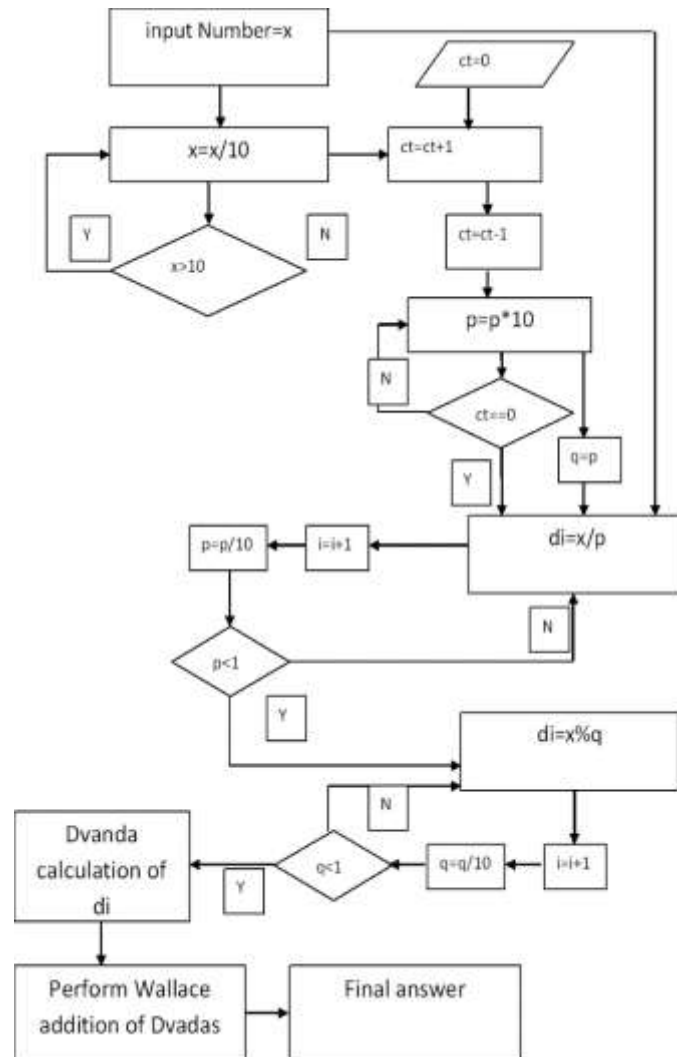 input Number=x
ct=0
x=x/10
ct=ct+1
Y
N
x>10
ct=ct-1
p=p*10
N
ct==0
q=p
Y
di=x/p
i=i+1
p=p/10
N
p<1
Y
di=x%q
N
Dvanda
calculation of
di
q<1
q=q/10
i=i+1
Y
Perform Wallace
addition of Dvadas
Final answer